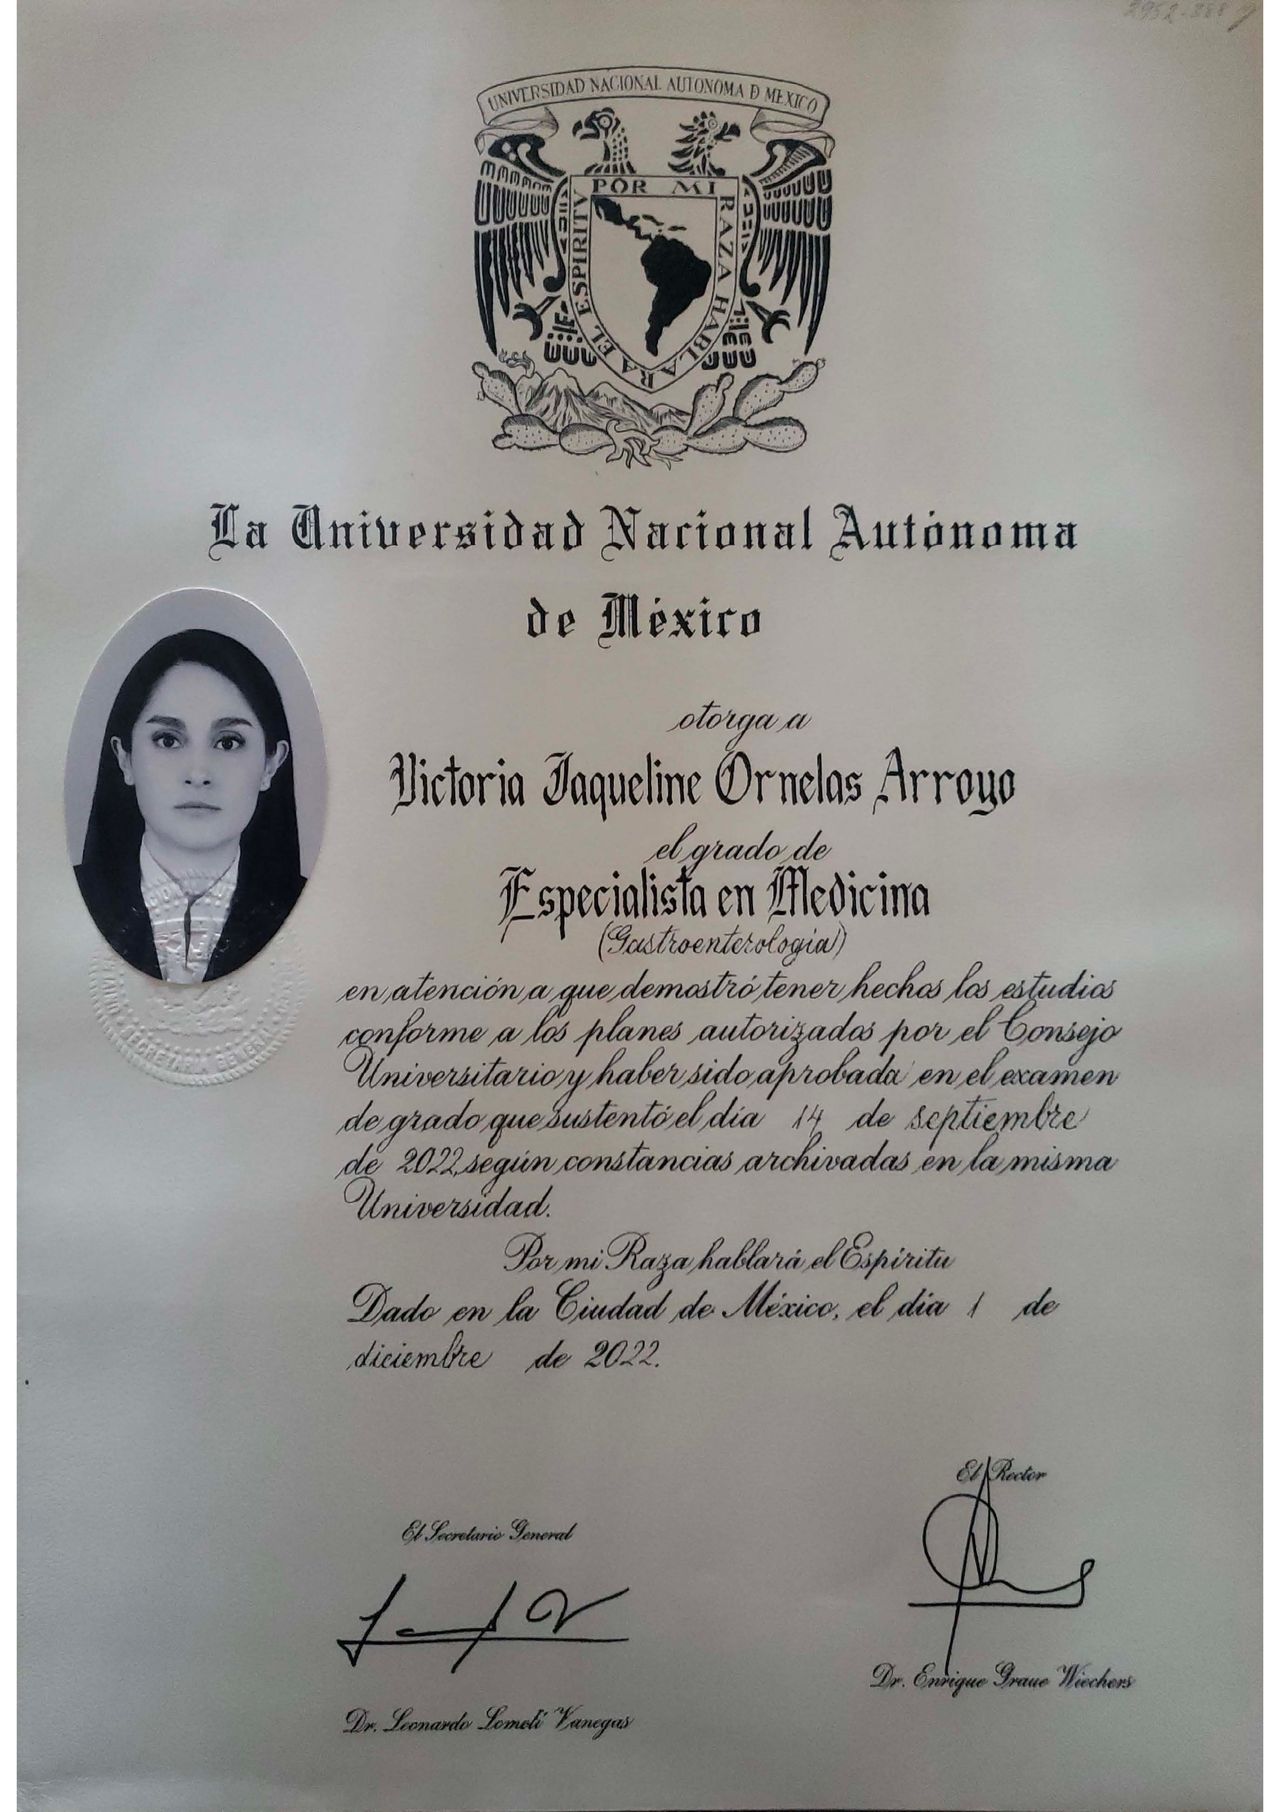 UNIVERSIDAD NACIONAL AUTONOMA D MEXICO
POR MI RAZA HABLARA EL ESPIRITU
La Universidad Nacional Autónoma
de México
otorga a
Victoria Jaqueline Ornelas Arroyo
el grado de
Especialista en Medicina
(Gastroenterología)
en atención a que demostró tener hechos los estudios
conforme a los planes autorizados por el Consejo
Universitario y haber sido aprobada en el examen
de grado que sustentó el día 14 de septiembre
de 2022, según constancias archivadas en la misma
Universidad.
Por mi Raza hablará el Espíritu
Dado en la Ciudad de México, el día 1 de
diciembre de 2022.
El Rector
El Secretario General
Dr. Enrique Graue Wiechers
Dr. Leonardo Lomelí Vanegas